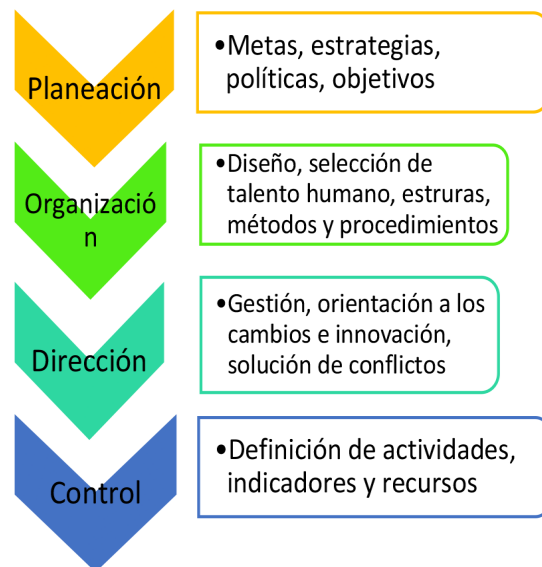 Planeación
•Metas, estrategias,
políticas, objetivos
Organizació
n
•Diseño, selección de
talento humano, estruras,
métodos y procedimientos
Dirección
•Gestión, orientación a los
cambios e innovación,
solución de conflictos
Control
•Definición de actividades,
indicadores y recursos